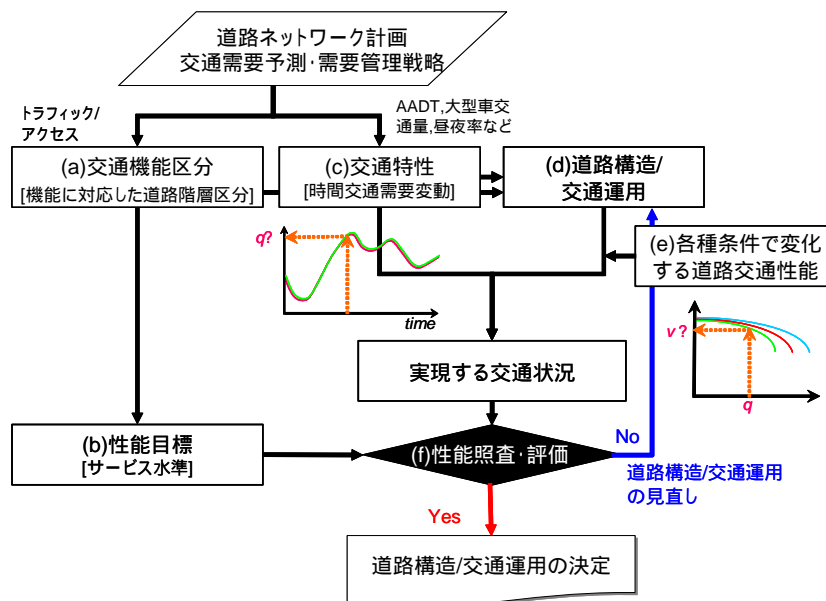 道路ネットワーク計画
交通需要予測･需要管理戦略
トラフィック/
アクセス
AADT,大型車交
通量,昼夜率など
(a)交通機能区分
[機能に対応した道路階層区分]
(c)交通特性
[時間交通需要変動]
(d)道路構造/
交通運用
q?
time
(e)各種条件で変化
する道路交通性能
v?
q
実現する交通状況
(b)性能目標
[サービス水準]
(f)性能照査･評価
No
道路構造/交通運用
の見直し
Yes
道路構造/交通運用の決定